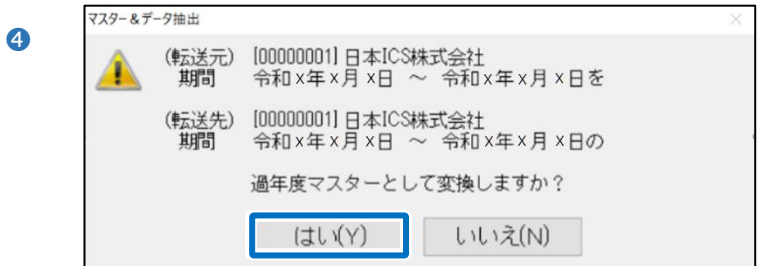 ❹
マスター&データ抽出
(転送元) [00000001] 日本ICS株式会社
期間 令和x年x月x日 ～ 令和x年x月x日を
(転送先) [00000001] 日本ICS株式会社
期間 令和x年x月x日 ～ 令和x年x月x日の
過年度マスターとして変換しますか？
はい(Y) いいえ(N)